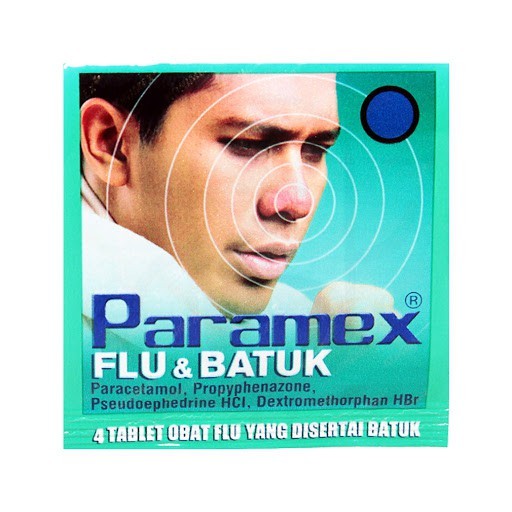 Paramex®
FLU & BATUK
Paracetamol, Propyphenazone,
Pseudoephedrine HCl, Dextromethorphan HBr
4 TABLET OBAT FLU YANG DISERTAI BATUK